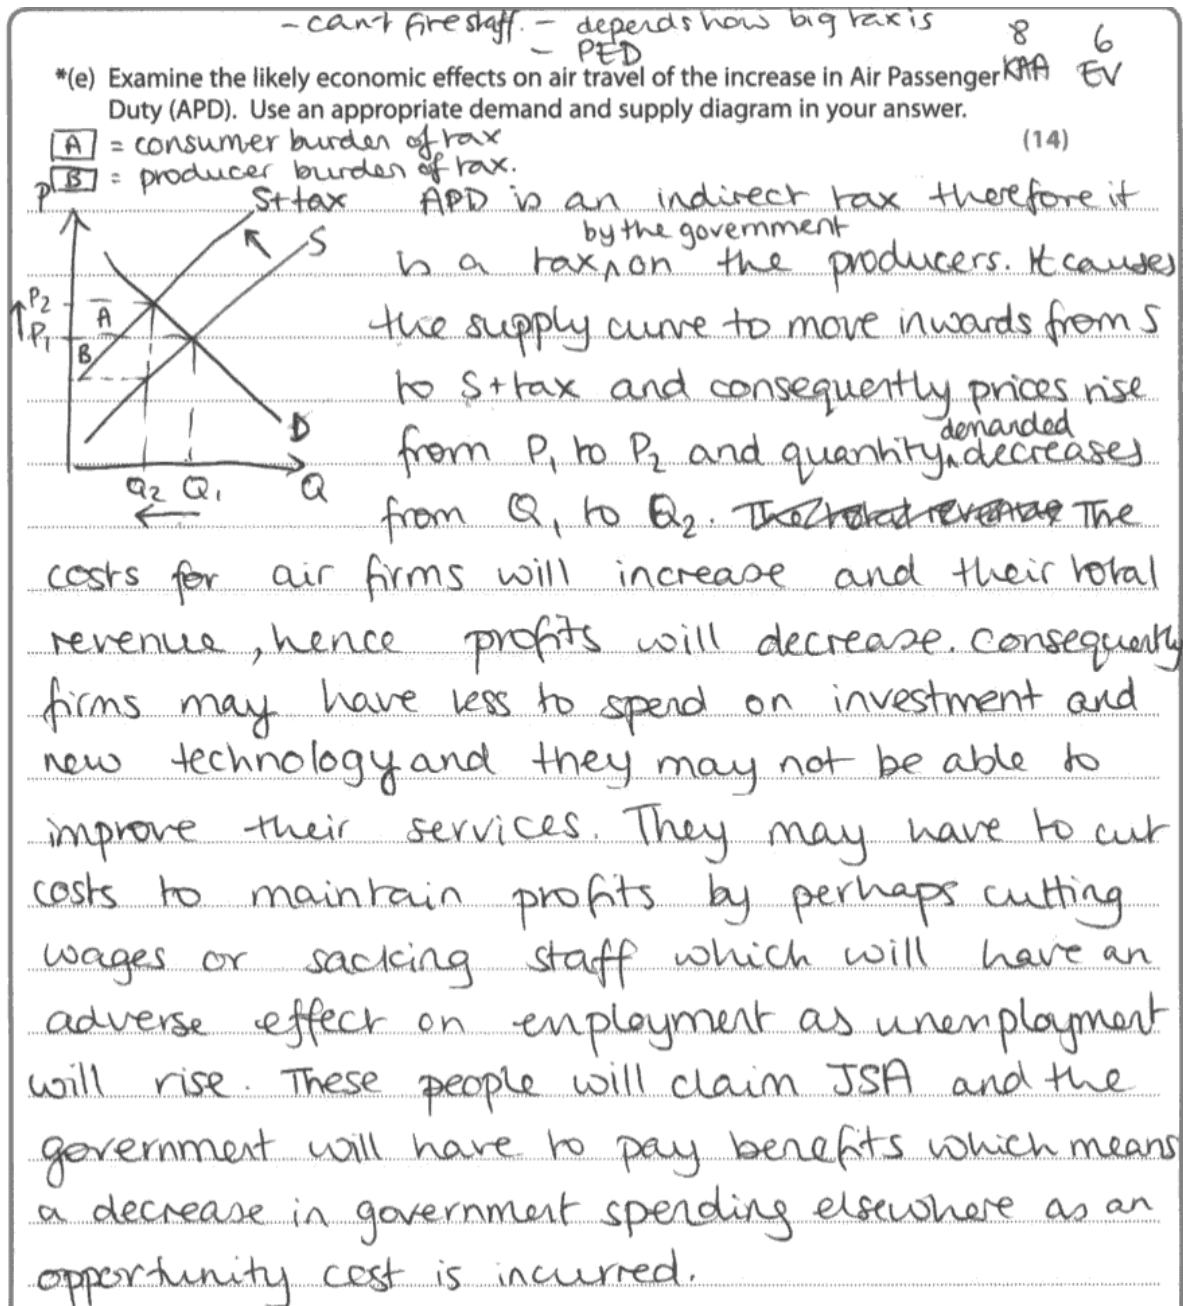 - can't fire staff. - depends how big tax is
- PED
8 6
KAA EV
*(e) Examine the likely economic effects on air travel of the increase in Air Passenger
Duty (APD). Use an appropriate demand and supply diagram in your answer.
(14)
A = consumer burden of tax
B = producer burden of tax.
P
S+tax
S
P2
P1
A
B
D
Q2 Q1 Q
APD is an indirect tax therefore it
is a tax by the government on the producers. It causes
the supply curve to move inwards from S
to S+tax and consequently prices rise
from P1 to P2 and quantity demanded decreases
from Q1 to Q2. The total revenue The
costs for air firms will increase and their total
revenue, hence profits will decrease. Consequently
firms may have less to spend on investment and
new technology and they may not be able to
improve their services. They may have to cut
costs to maintain profits by perhaps cutting
wages or sacking staff which will have an
adverse effect on employment as unemployment
will rise. These people will claim JSA and the
government will have to pay benefits which means
a decrease in government spending elsewhere as an
opportunity cost is incurred.